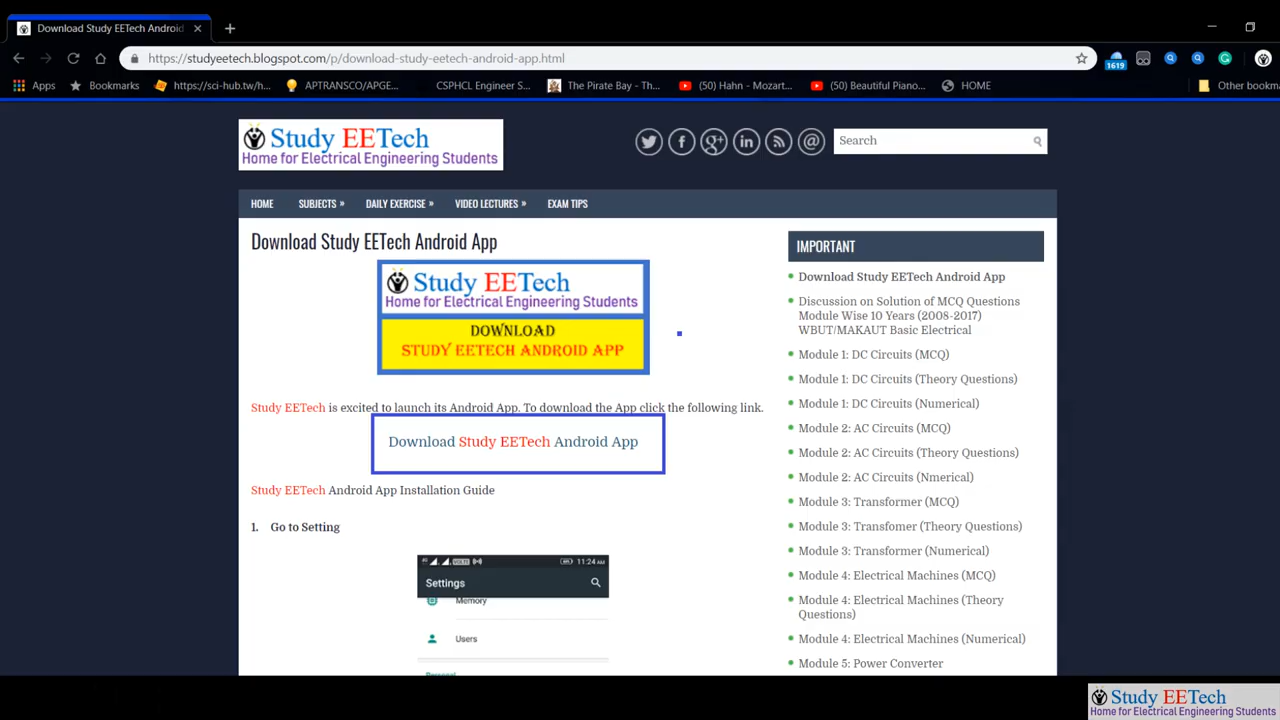 Download Study EETech Android
https://studyeetech.blogspot.com/p/download-study-eetech-android-app.html
1619
Apps
Bookmarks
https://sci-hub.tw/h...
APTRANSCO/APGE...
CSPHCL Engineer S...
The Pirate Bay - Th...
(50) Hahn - Mozart...
(50) Beautiful Piano...
HOME
Other bookma
Study EETech
Home for Electrical Engineering Students
Search
HOME
SUBJECTS »
DAILY EXERCISE »
VIDEO LECTURES »
EXAM TIPS
Download Study EETech Android App
Study EETech
Home for Electrical Engineering Students
DOWNLOAD
STUDY EETECH ANDROID APP
Study EETech is excited to launch its Android App. To download the App click the following link.
Download Study EETech Android App
Study EETech Android App Installation Guide
1. Go to Setting
11:24 AM
Settings
Memory
Users
IMPORTANT
Download Study EETech Android App
Discussion on Solution of MCQ Questions
Module Wise 10 Years (2008-2017)
WBUT/MAKAUT Basic Electrical
Module 1: DC Circuits (MCQ)
Module 1: DC Circuits (Theory Questions)
Module 1: DC Circuits (Numerical)
Module 2: AC Circuits (MCQ)
Module 2: AC Circuits (Theory Questions)
Module 2: AC Circuits (Nmerical)
Module 3: Transformer (MCQ)
Module 3: Transfomer (Theory Questions)
Module 3: Transformer (Numerical)
Module 4: Electrical Machines (MCQ)
Module 4: Electrical Machines (Theory
Questions)
Module 4: Electrical Machines (Numerical)
Module 5: Power Converter
Study EETech
Home for Electrical Engineering Students